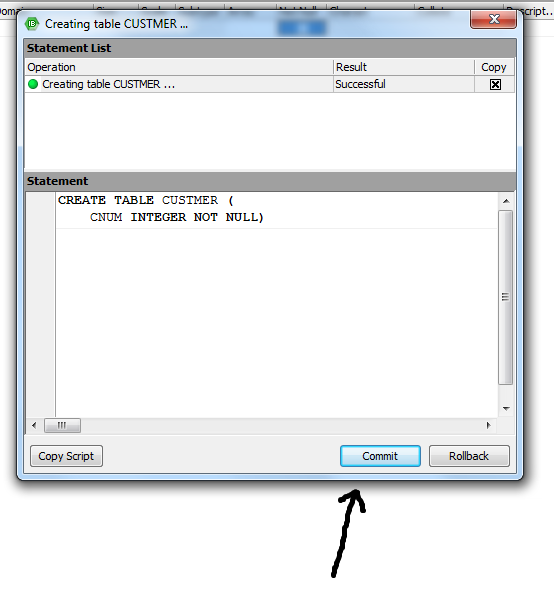 Creating table CUSTMER ...
Statement List
Operation Result Copy
Creating table CUSTMER ... Successful
Statement
CREATE TABLE CUSTMER (
CNUM INTEGER NOT NULL)
Copy Script Commit Rollback